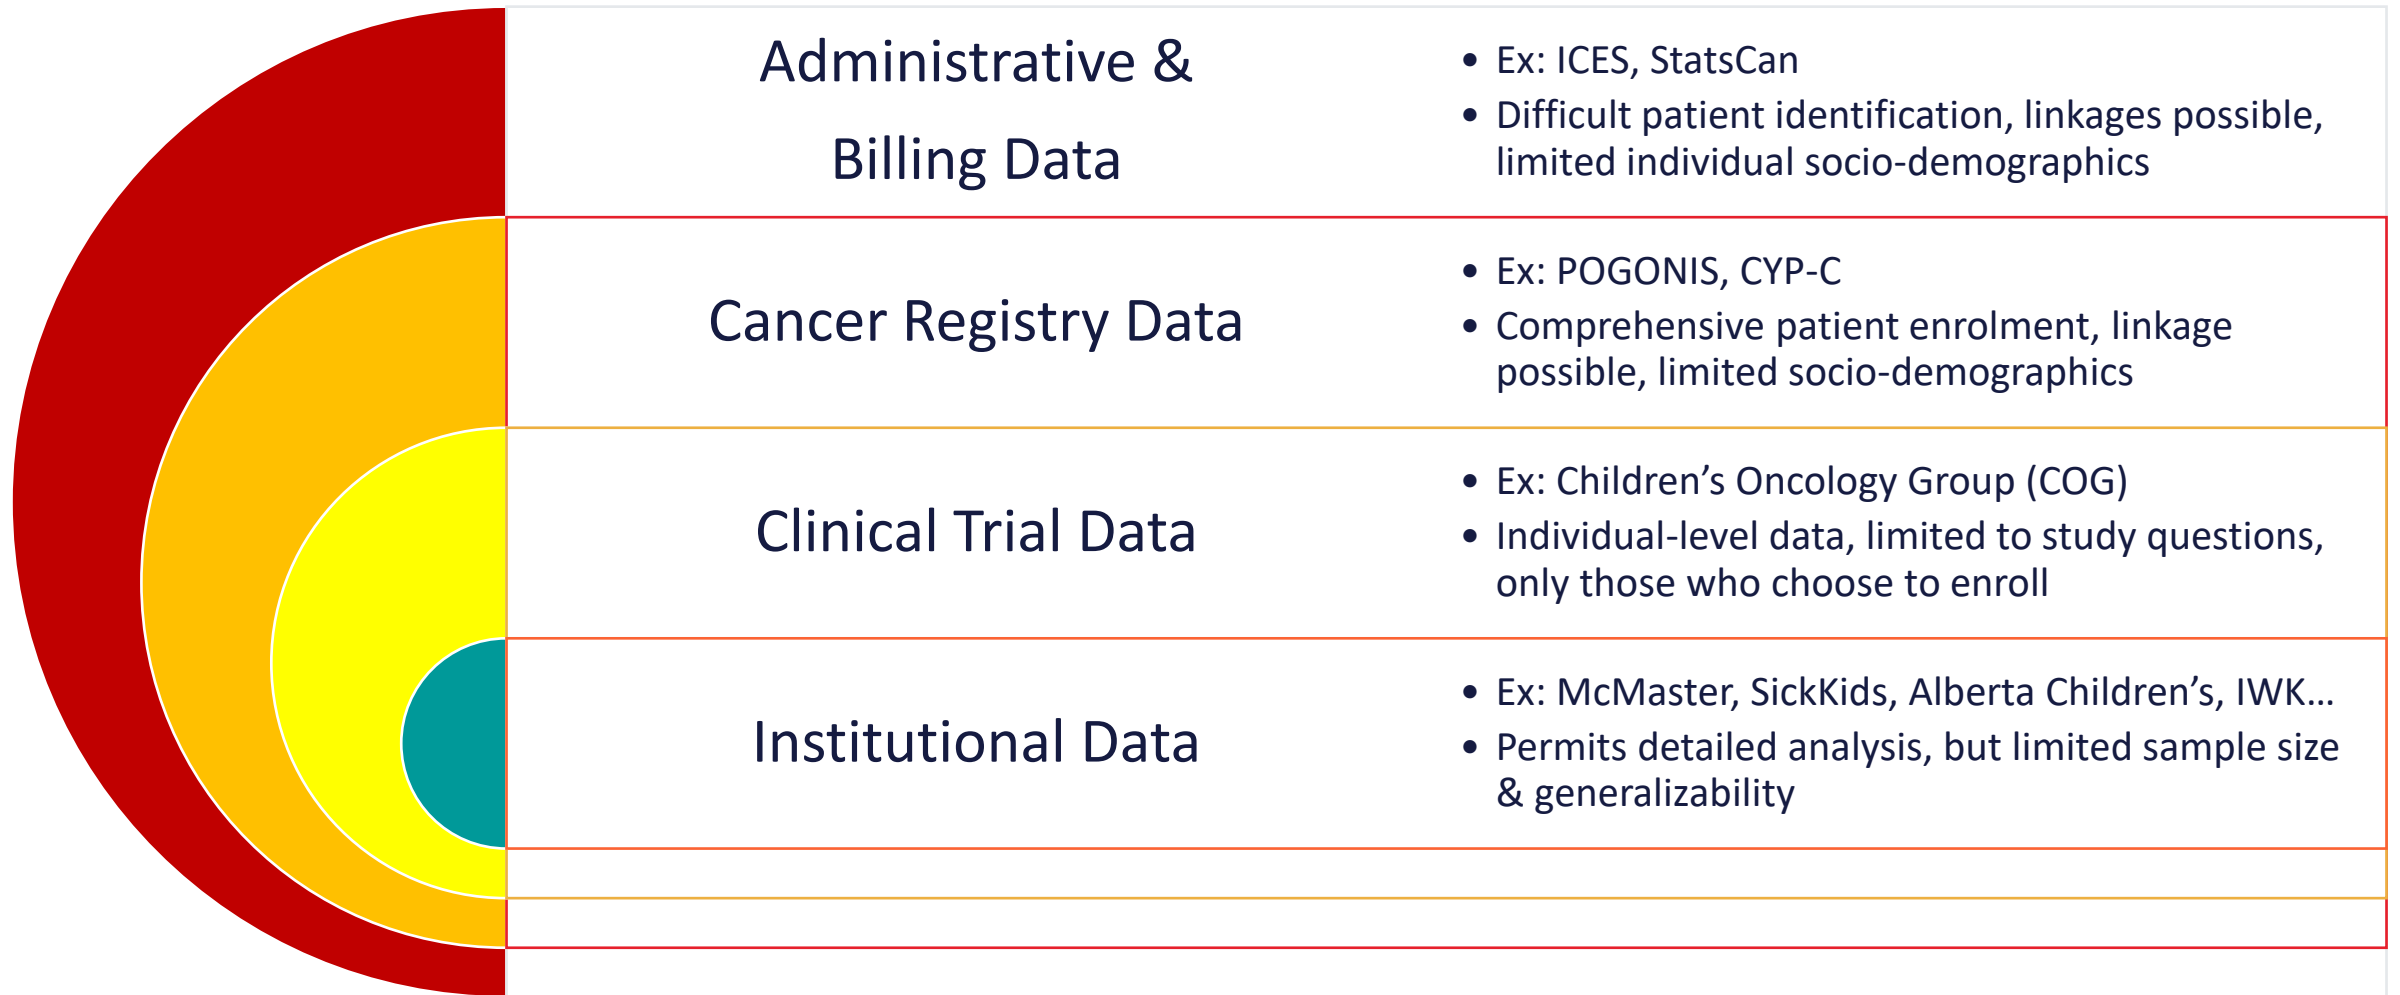 Administrative &
Billing Data
• Ex: ICES, StatsCan
• Difficult patient identification, linkages possible,
limited individual socio-demographics
Cancer Registry Data
• Ex: POGONIS, CYP-C
• Comprehensive patient enrolment, linkage
possible, limited socio-demographics
Clinical Trial Data
• Ex: Children’s Oncology Group (COG)
• Individual-level data, limited to study questions,
only those who choose to enroll
Institutional Data
• Ex: McMaster, SickKids, Alberta Children’s, IWK…
• Permits detailed analysis, but limited sample size
& generalizability